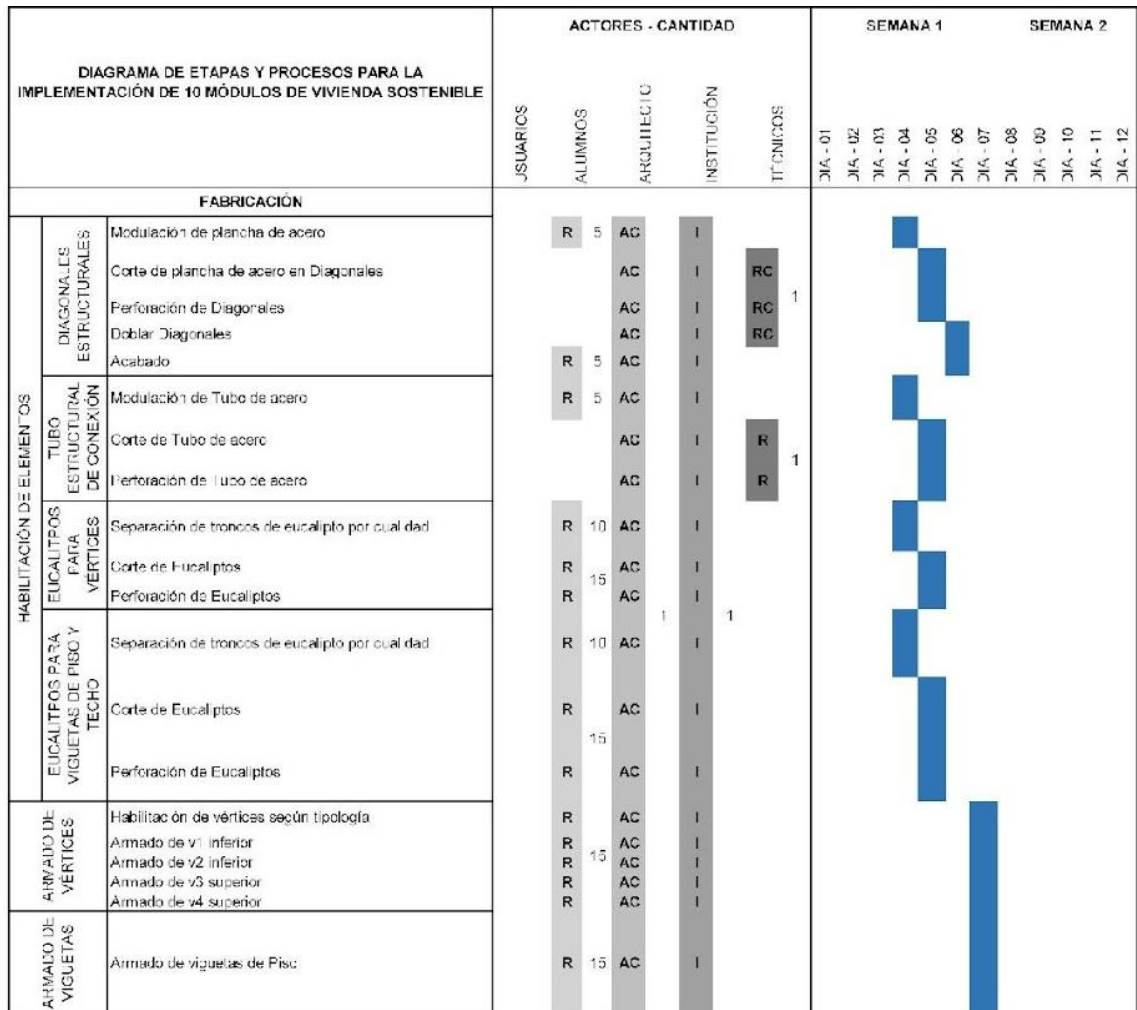 DIAGRAMA DE ETAPAS Y PROCESOS PARA LA
IMPLEMENTACIÓN DE 10 MÓDULOS DE VIVIENDA SOSTENIBLE
ACTORES - CANTIDAD
SEMANA 1
SEMANA 2
USUARIOS
ALUMNOS
ARQUITECTO
INSTITUCIÓN
TÉCNICOS
DIA - 01
DIA - 02
DIA - 03
DIA - 04
DIA - 05
DIA - 06
DIA - 07
DIA - 08
DIA - 09
DIA - 10
DIA - 11
DIA - 12
FABRICACIÓN
HABILITACIÓN DE ELEMENTOS
DIAGONALES
ESTRUCTURALES
Modulación de plancha de acero R 5 AC I
Corte de plancha de acero en Diagonales AC I RC
1
Perforación de Diagonales AC I RC
Doblar Diagonales AC I RC
Acabado R 5 AC I
TUBO
ESTRUCTURAL
DE CONEXIÓN
Modulación de Tubo de acero R 5 AC I
Corte de Tubo de acero AC I R
1
Perforación de Tubo de acero AC I R
EUCALITPOS
PARA
VÉRTICES
Separación de troncos de eucalipto por cualidad R 10 AC I
Corte de Eucaliptos R AC I
15
Perforación de Eucaliptos R AC I
1 1
EUCALITPOS PARA
VIGUETAS DE PISO Y
TECHO
Separación de troncos de eucalipto por cualidad R 10 AC I
Corte de Eucaliptos R AC I
15
Perforación de Eucaliptos R AC I
ARMADO DE
VÉRTICES
Habilitación de vértices según tipología R AC I
Armado de v1 inferior R AC I
15
Armado de v2 inferior R AC I
Armado de v3 superior R AC I
Armado de v4 superior R AC I
ARMADO DE
VIGUETAS
Armado de viguetas de Piso R 15 AC I